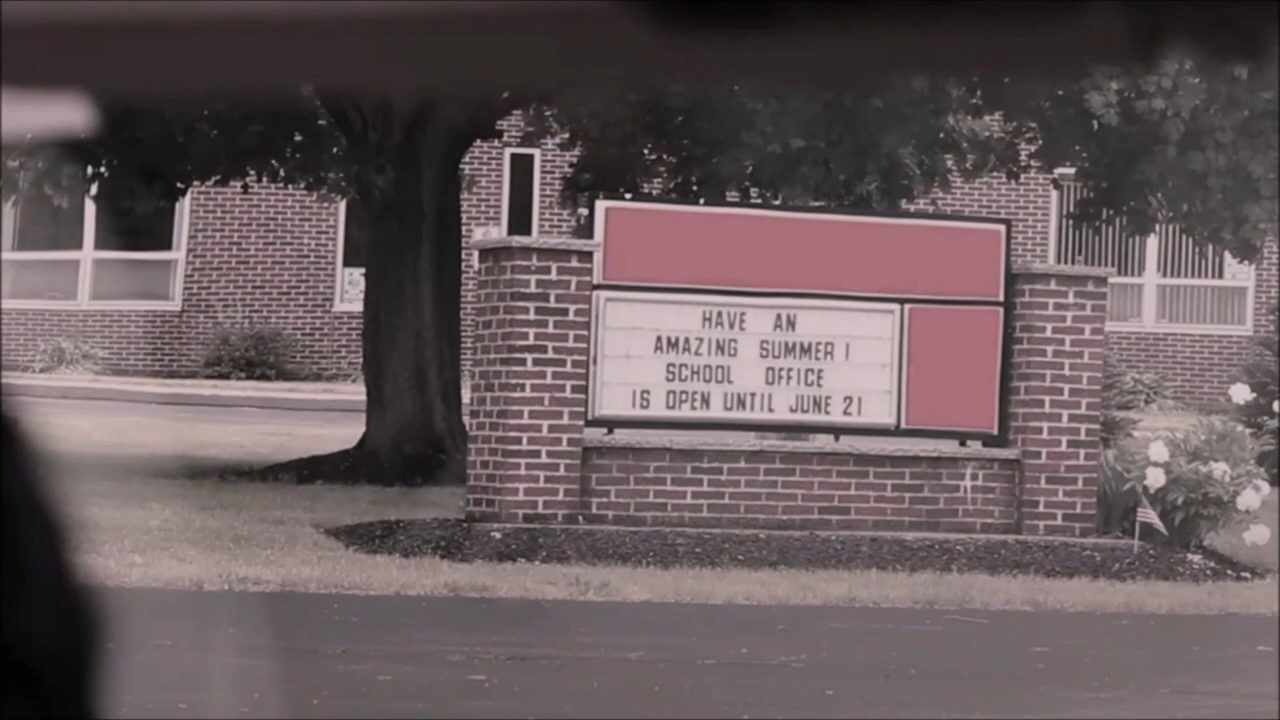 HAVE AN
AMAZING SUMMER !
SCHOOL OFFICE
IS OPEN UNTIL JUNE 21